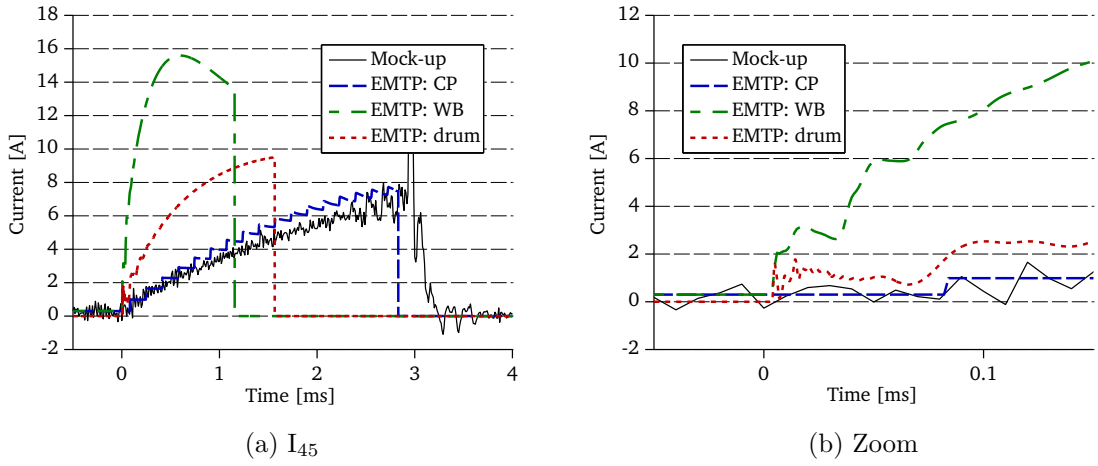 18
16
14
12
10
8
6
4
2
0
-2
Current [A]
0
1
2
3
4
Time [ms]
Mock-up
EMTP: CP
EMTP: WB
EMTP: drum
(a) I₄₅
12
10
8
6
4
2
0
-2
Current [A]
0
0.1
Time [ms]
Mock-up
EMTP: CP
EMTP: WB
EMTP: drum
(b) Zoom